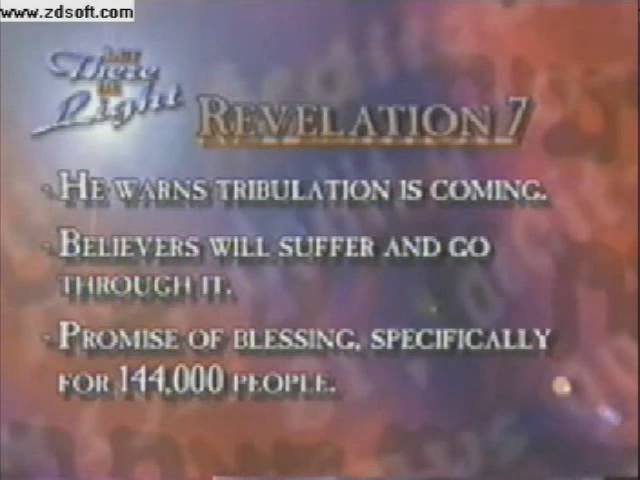 www.zdsoft.com
LET
There
BE
Light
REVELATION 7
· HE WARNS TRIBULATION IS COMING.
· BELIEVERS WILL SUFFER AND GO
THROUGH IT.
· PROMISE OF BLESSING, SPECIFICALLY
FOR 144,000 PEOPLE.